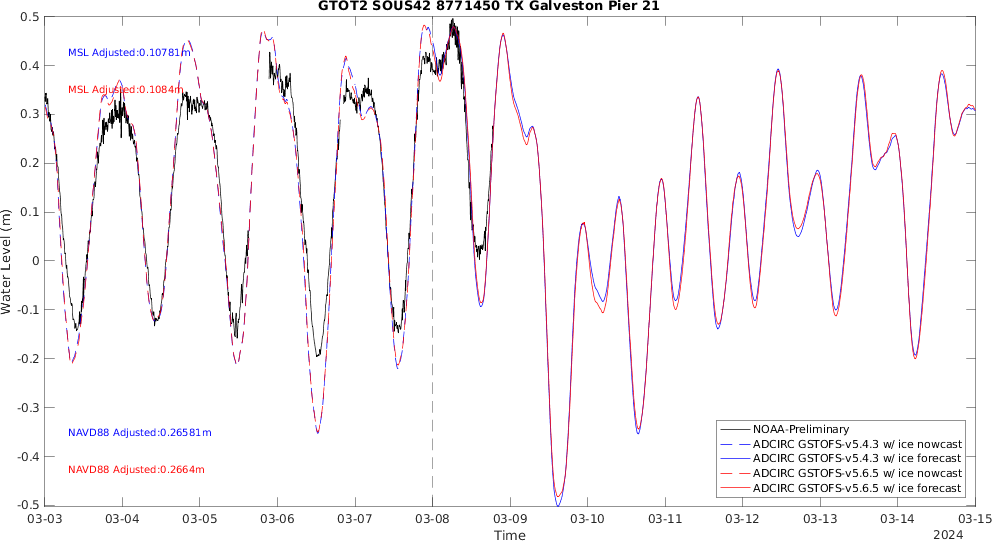 GTOT2 SOUS42 8771450 TX Galveston Pier 21
0.5
0.4
0.3
0.2
0.1
0
-0.1
-0.2
-0.3
-0.4
-0.5
Water Level (m)
MSL Adjusted:0.10781m
MSL Adjusted:0.1084m
NAVD88 Adjusted:0.26581m
NAVD88 Adjusted:0.2664m
NOAA-Preliminary
ADCIRC GSTOFS-v5.4.3 w/ ice nowcast
ADCIRC GSTOFS-v5.4.3 w/ ice forecast
ADCIRC GSTOFS-v5.6.5 w/ ice nowcast
ADCIRC GSTOFS-v5.6.5 w/ ice forecast
03-03 03-04 03-05 03-06 03-07 03-08 03-09 03-10 03-11 03-12 03-13 03-14 03-15
Time
2024